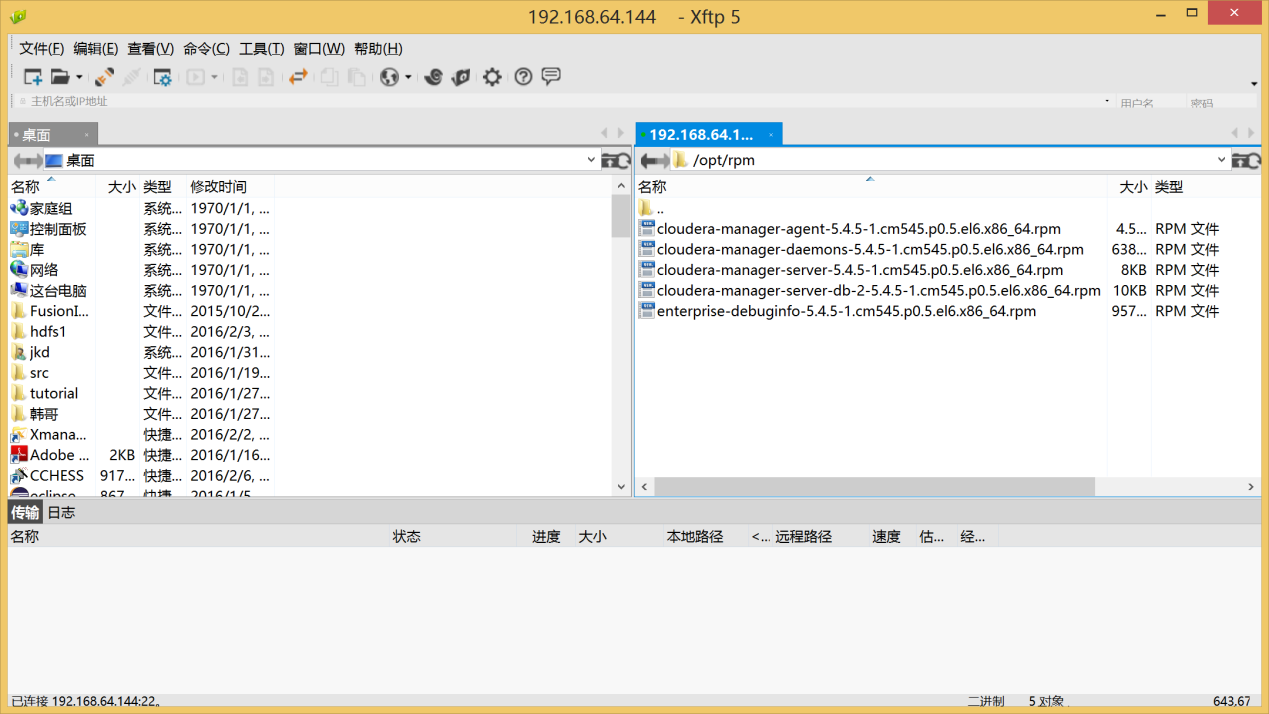 192.168.64.144 - Xftp 5
文件(F) 编辑(E) 查看(V) 命令(C) 工具(T) 窗口(W) 帮助(H)
主机名或IP地址 用户名 密码
桌面
192.168.64.1...
桌面
/opt/rpm
名称 大小 类型 修改时间
家庭组 系统... 1970/1/1, ...
控制面板 系统... 1970/1/1, ...
库 系统... 1970/1/1, ...
网络 系统... 1970/1/1, ...
这台电脑 系统... 1970/1/1, ...
FusionI... 文件... 2015/10/2...
hdfs1 文件... 2016/2/3, ...
jkd 系统... 2016/1/31...
src 文件... 2016/1/19...
tutorial 文件... 2016/1/27...
韩哥 文件... 2016/1/27...
Xmana... 快捷... 2016/2/2, ...
Adobe ... 2KB 快捷... 2016/1/16...
CCHESS 917... 快捷... 2016/2/6, ...
eclipse 867... 快捷... 2016/1/5
名称 大小 类型
..
cloudera-manager-agent-5.4.5-1.cm545.p0.5.el6.x86_64.rpm 4.5... RPM 文件
cloudera-manager-daemons-5.4.5-1.cm545.p0.5.el6.x86_64.rpm 638... RPM 文件
cloudera-manager-server-5.4.5-1.cm545.p0.5.el6.x86_64.rpm 8KB RPM 文件
cloudera-manager-server-db-2-5.4.5-1.cm545.p0.5.el6.x86_64.rpm 10KB RPM 文件
enterprise-debuginfo-5.4.5-1.cm545.p0.5.el6.x86_64.rpm 957... RPM 文件
传输 日志
名称 状态 进度 大小 本地路径 <... 远程路径 速度 估... 经...
已连接 192.168.64.144:22。 二进制 5 对象 643,67